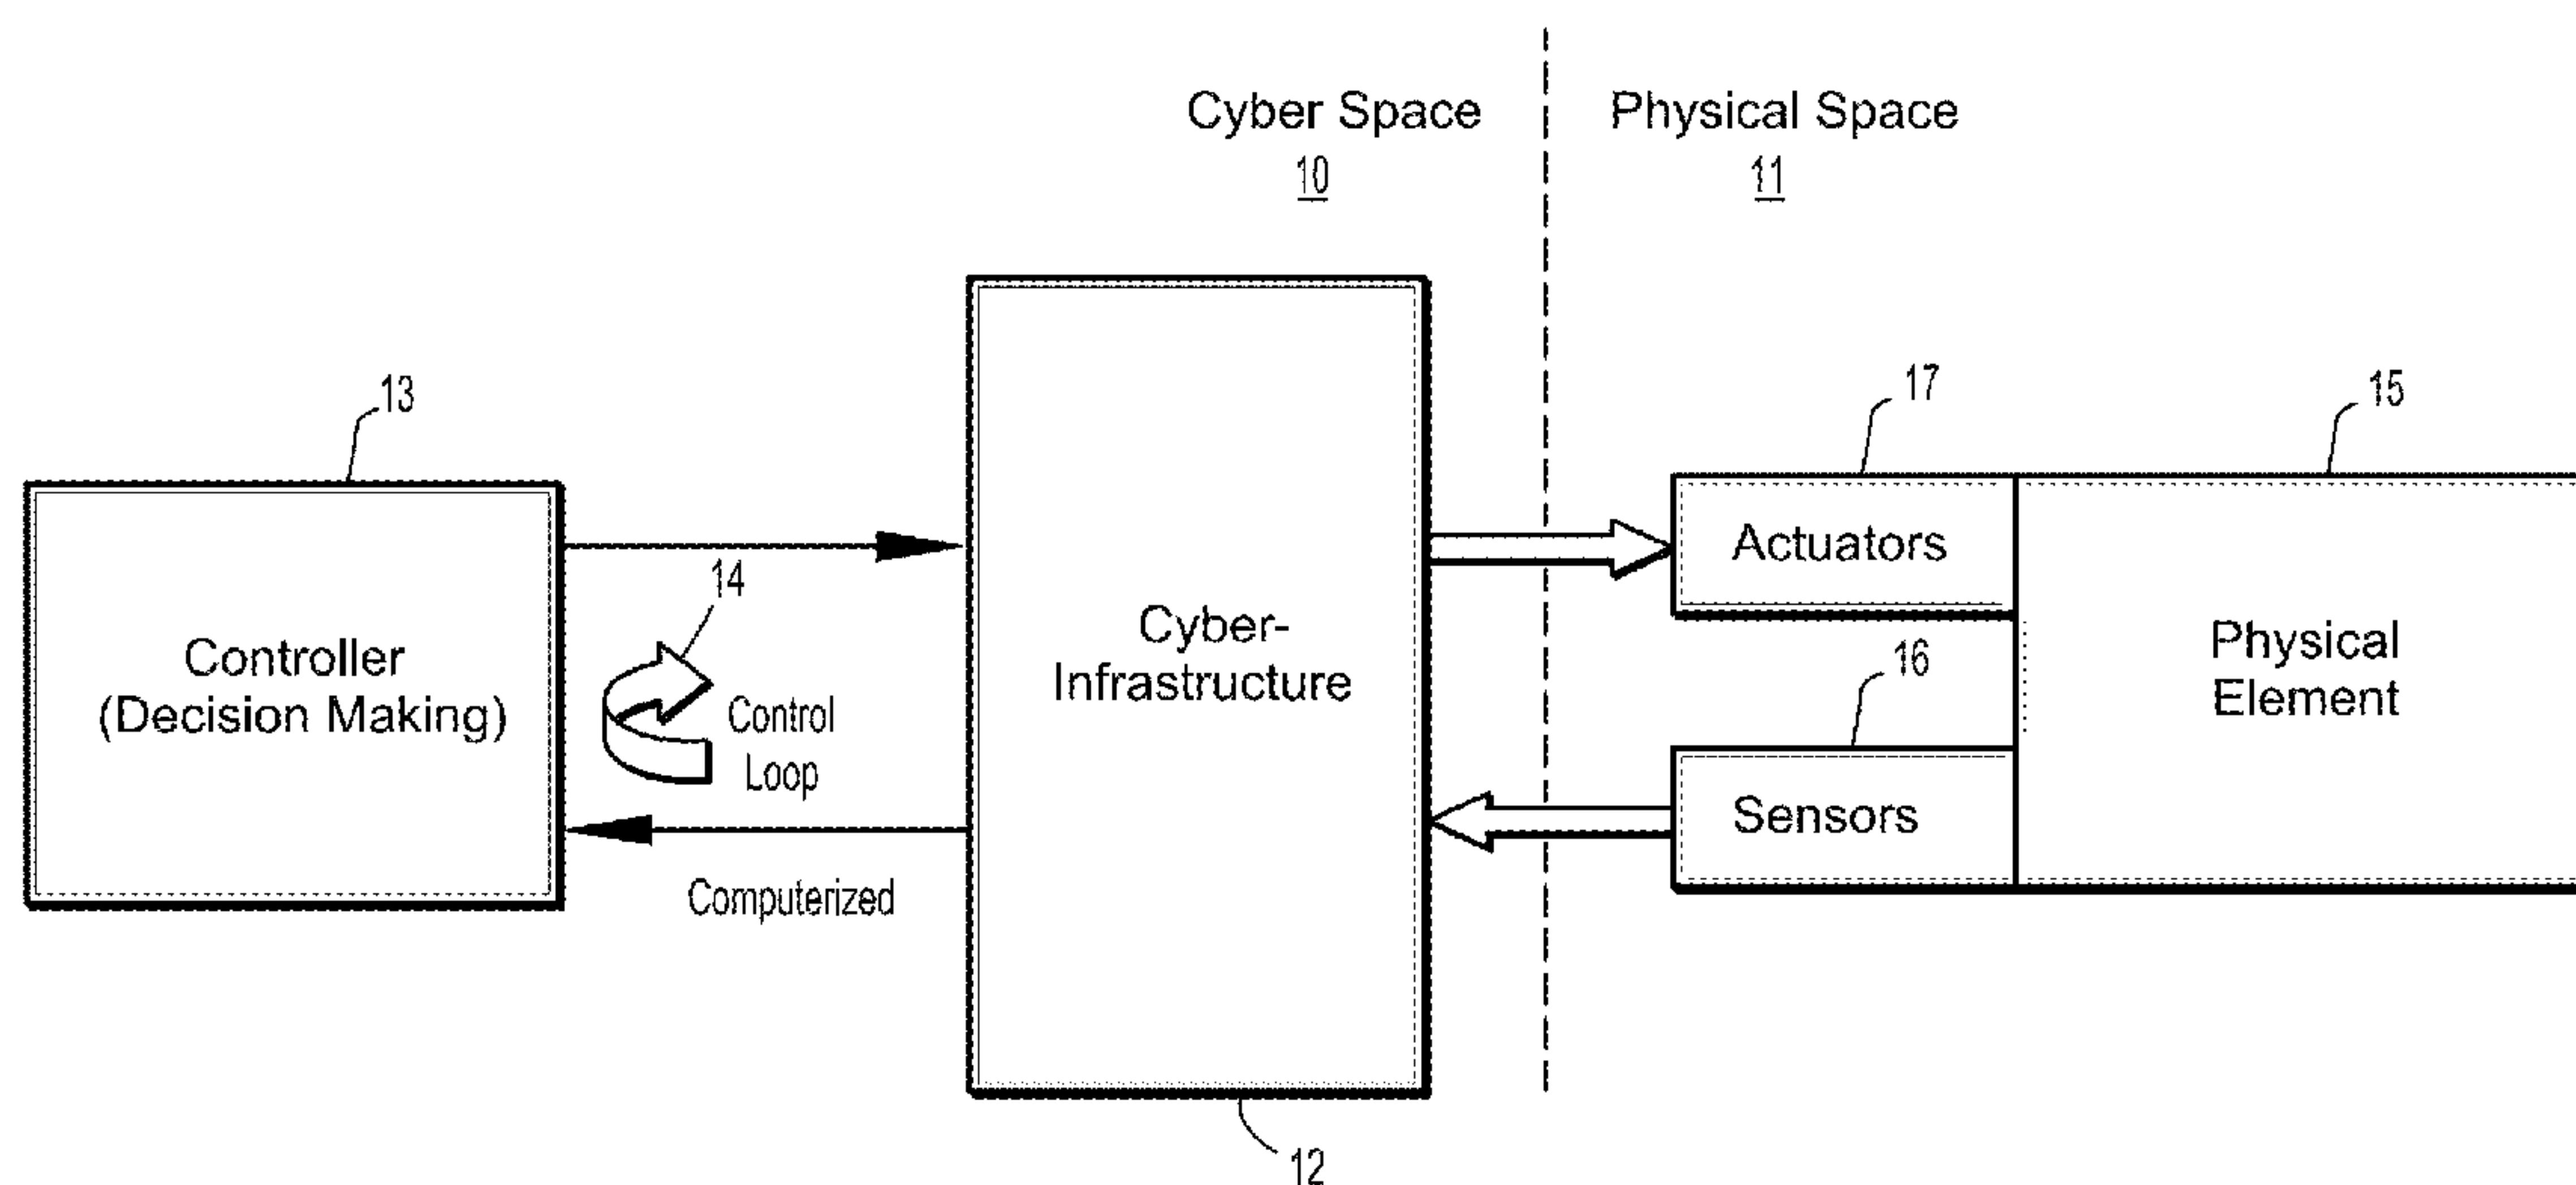 Cyber Space
10
Physical Space
11
13
Controller
(Decision Making)
14
Control
Loop
Computerized
Cyber-
Infrastructure
12
17
Actuators
16
Sensors
15
Physical
Element